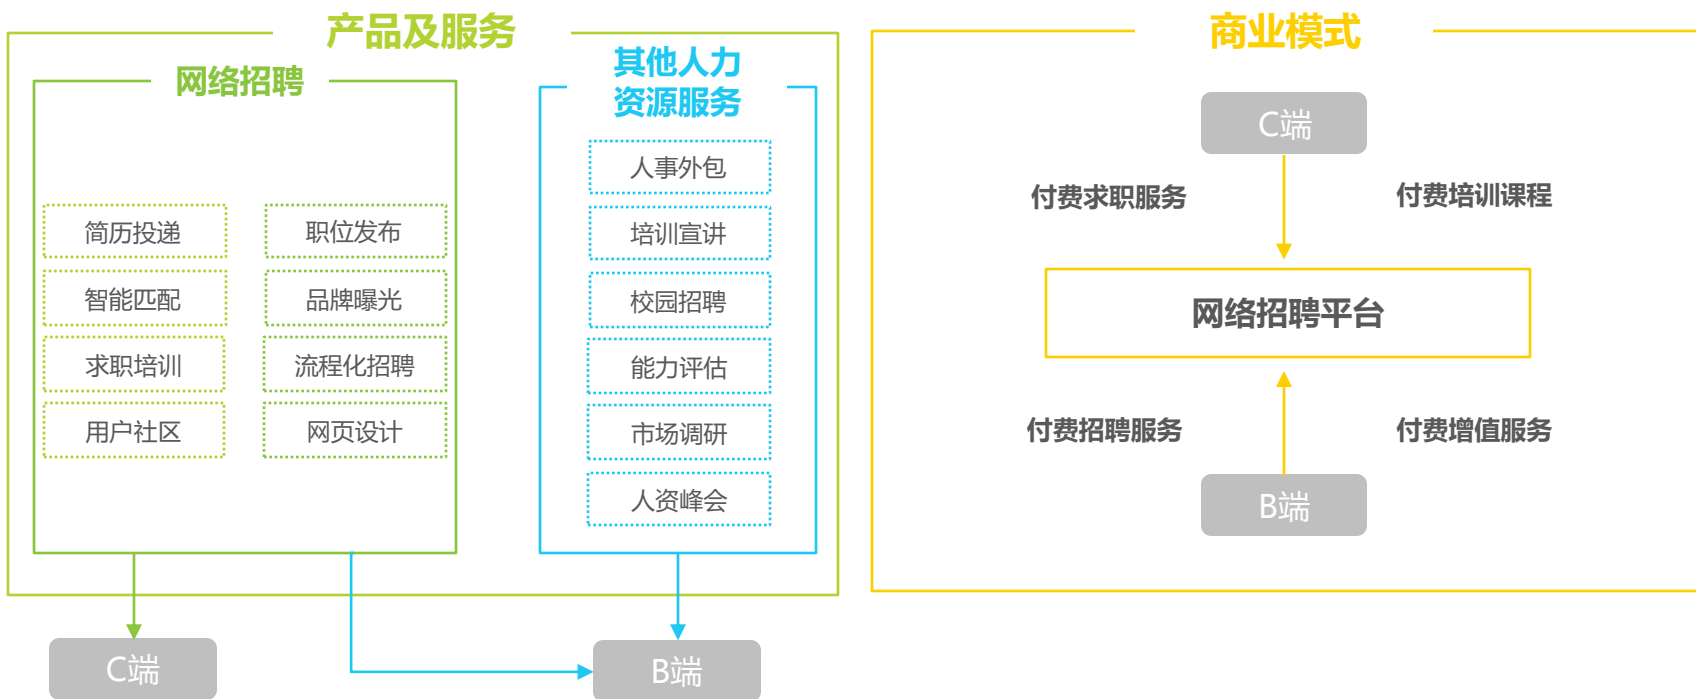 产品及服务
网络招聘
简历投递
职位发布
智能匹配
品牌曝光
求职培训
流程化招聘
用户社区
网页设计
其他人力
资源服务
人事外包
培训宣讲
校园招聘
能力评估
市场调研
人资峰会
C端
B端
商业模式
C端
付费求职服务
付费培训课程
网络招聘平台
付费招聘服务
付费增值服务
B端